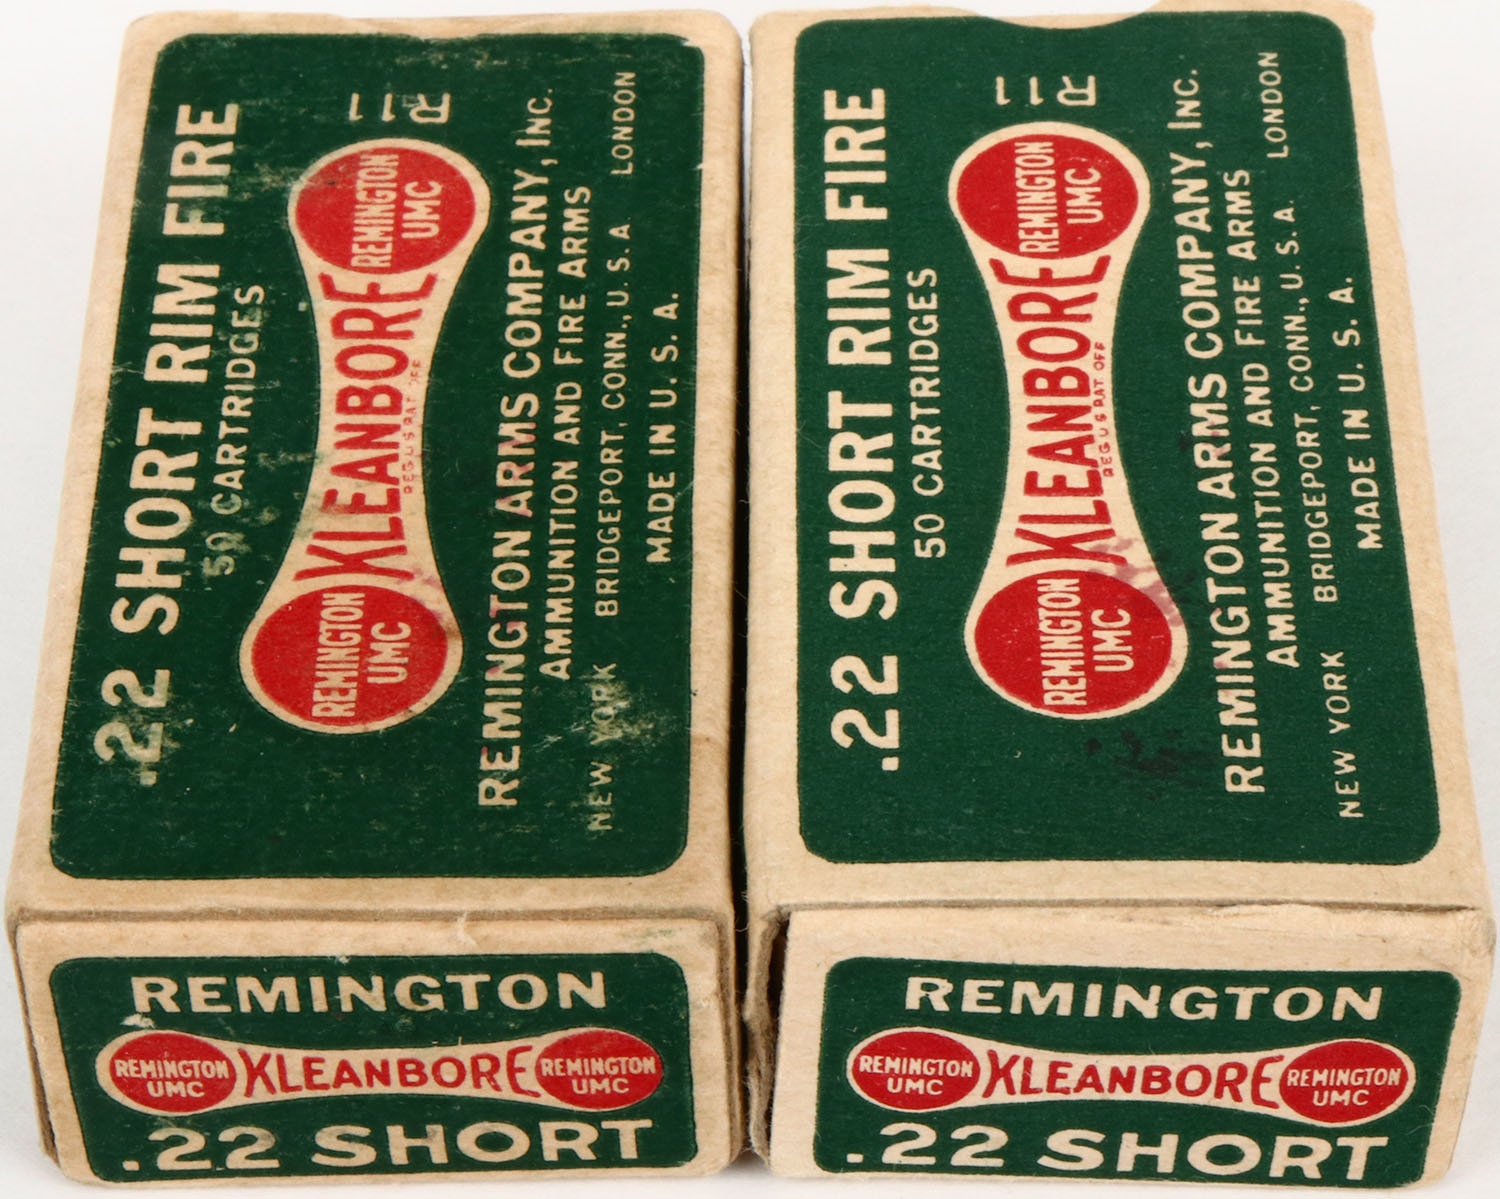 .22 SHORT RIM FIRE
50 CARTRIDGES
R11
REMINGTON
UMC
KLEANBORE
REG U S PAT. OFF
REMINGTON
UMC
REMINGTON ARMS COMPANY, INC.
AMMUNITION AND FIRE ARMS
NEW YORK BRIDGEPORT, CONN., U. S. A. LONDON
MADE IN U. S. A.
REMINGTON
REMINGTON
UMC
KLEANBORE
REMINGTON
UMC
.22 SHORT
.22 SHORT RIM FIRE
50 CARTRIDGES
R11
REMINGTON
UMC
KLEANBORE
REG U S PAT OFF
REMINGTON
UMC
REMINGTON ARMS COMPANY, INC.
AMMUNITION AND FIRE ARMS
NEW YORK BRIDGEPORT, CONN., U. S. A. LONDON
MADE IN U. S. A.
REMINGTON
REMINGTON
UMC
KLEANBORE
REMINGTON
UMC
.22 SHORT